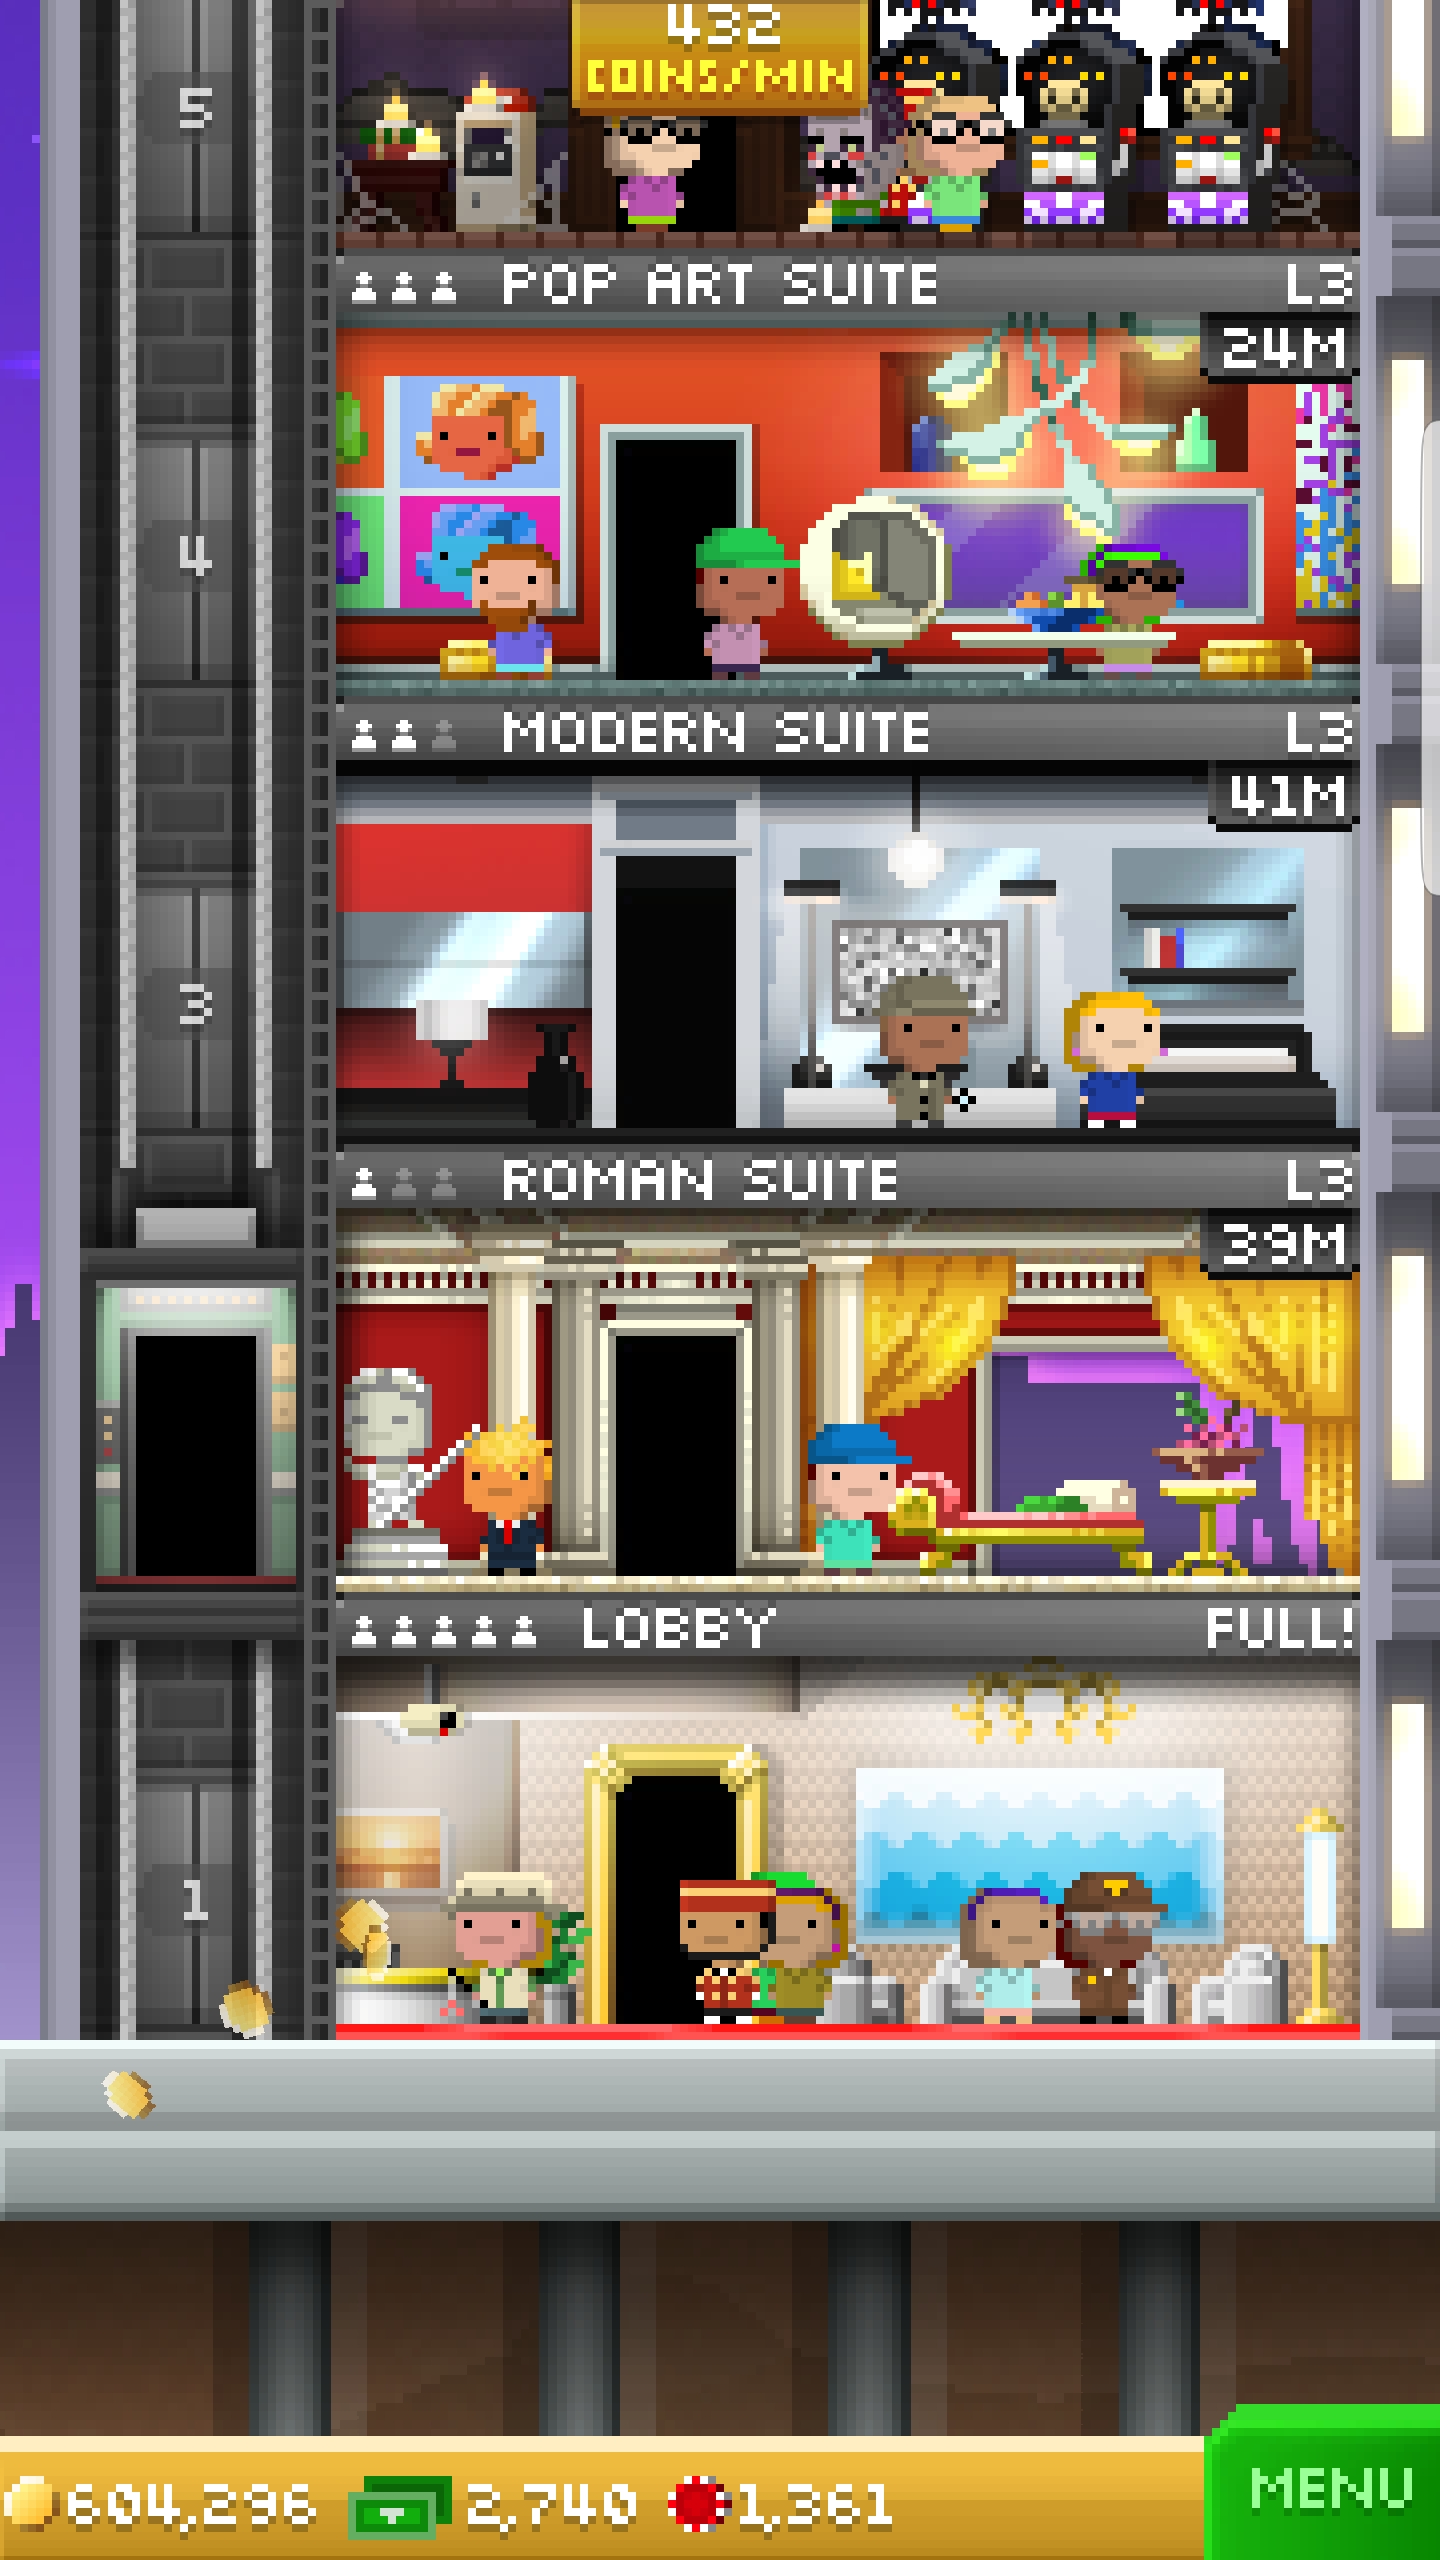 432
COINS/MIN
5
POP ART SUITE L3
24M
4
MODERN SUITE L3
41M
3
ROMAN SUITE L3
39M
LOBBY FULL!
1
604,296 2,740 1,361
MENU